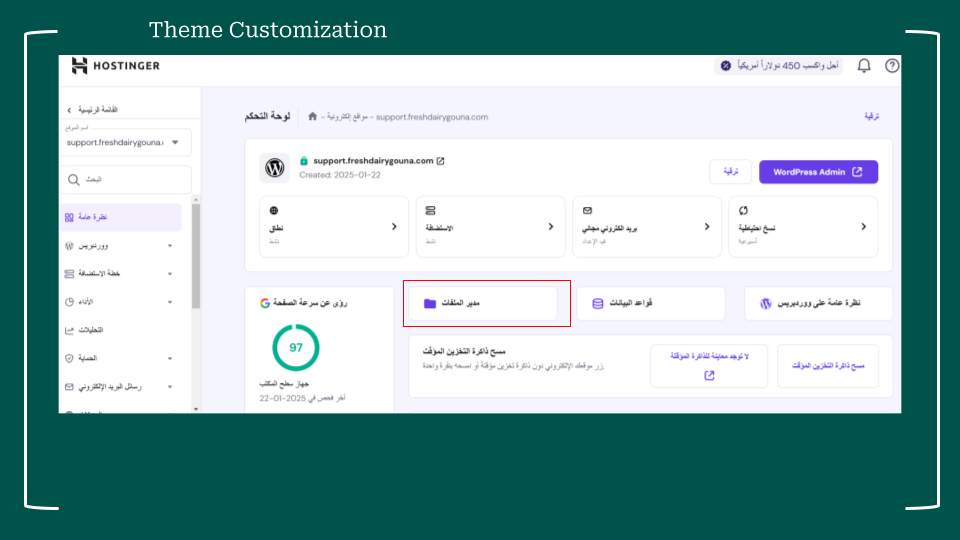 Theme Customization
HOSTINGER
أحل واكسب 450 دولاراً أمريكياً
القائمة الرئيسية
اسم الموقع
support.freshdairygouna.
البحث
نظرة عامة
ووردبريس
خطة الاستضافة
الأداء
التحليلات
الحماية
رسائل البريد الإلكتروني
لوحة التحكم
مواقع إلكترونية - support.freshdairygouna.com -
ترقية
support.freshdairygouna.com
Created: 2025-01-22
ترقية
WordPress Admin
نطاق
نشط
الاستضافة
نشط
بريد الكتروني مجاني
قيد الإعداد
نسخ احتياطية
أسبوعية
رؤى عن سرعة الصفحة
97
جهاز سطح المكتب
آخر فحص في 2025-01-22
مدير الملفات
قواعد البيانات
نظرة عامة على ووردبريس
مسح ذاكرة التخزين المؤقت
زر موقعك الإلكتروني دون ذاكرة تخزين مؤقتة أو امسحه بنقرة واحدة.
لا توجد معاينة للذاكرة المؤقتة
مسح ذاكرة التخزين المؤقت